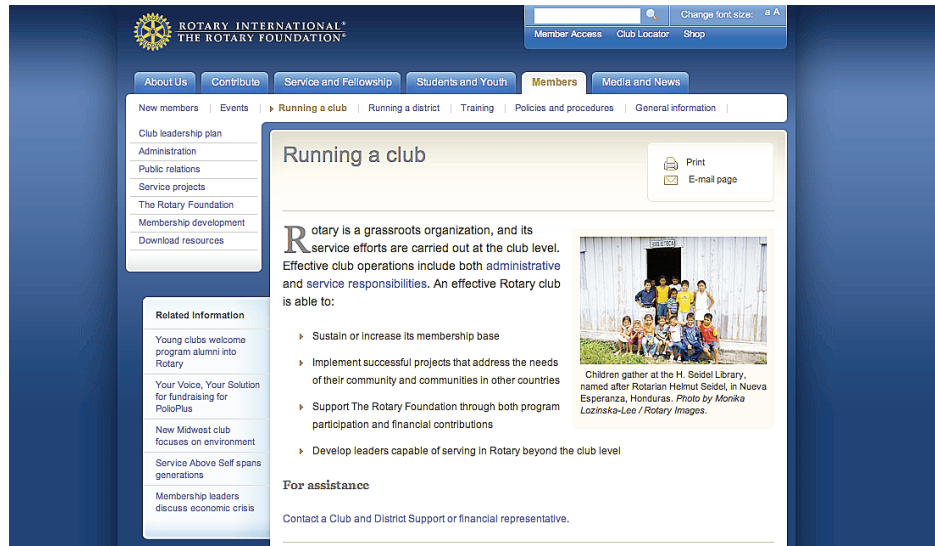 ROTARY INTERNATIONAL®
THE ROTARY FOUNDATION®
Change font size: a A
Member Access Club Locator Shop
About Us Contribute Service and Fellowship Students and Youth Members Media and News
New members Events Running a club Running a district Training Policies and procedures General information
Club leadership plan
Administration
Public relations
Service projects
The Rotary Foundation
Membership development
Download resources
Related Information
Young clubs welcome
program alumni into
Rotary
Your Voice, Your Solution
for fundraising for
PolioPlus
New Midwest club
focuses on environment
Service Above Self spans
generations
Membership leaders
discuss economic crisis
Running a club
Print
E-mail page
Rotary is a grassroots organization, and its
service efforts are carried out at the club level.
Effective club operations include both administrative
and service responsibilities. An effective Rotary club
is able to:
Sustain or increase its membership base
Implement successful projects that address the needs
of their community and communities in other countries
Support The Rotary Foundation through both program
participation and financial contributions
Develop leaders capable of serving in Rotary beyond the club level
BIBLIOTECA
Children gather at the H. Seidel Library,
named after Rotarian Helmut Seidel, in Nueva
Esperanza, Honduras. Photo by Monika
Lozinska-Lee / Rotary Images.
For assistance
Contact a Club and District Support or financial representative.